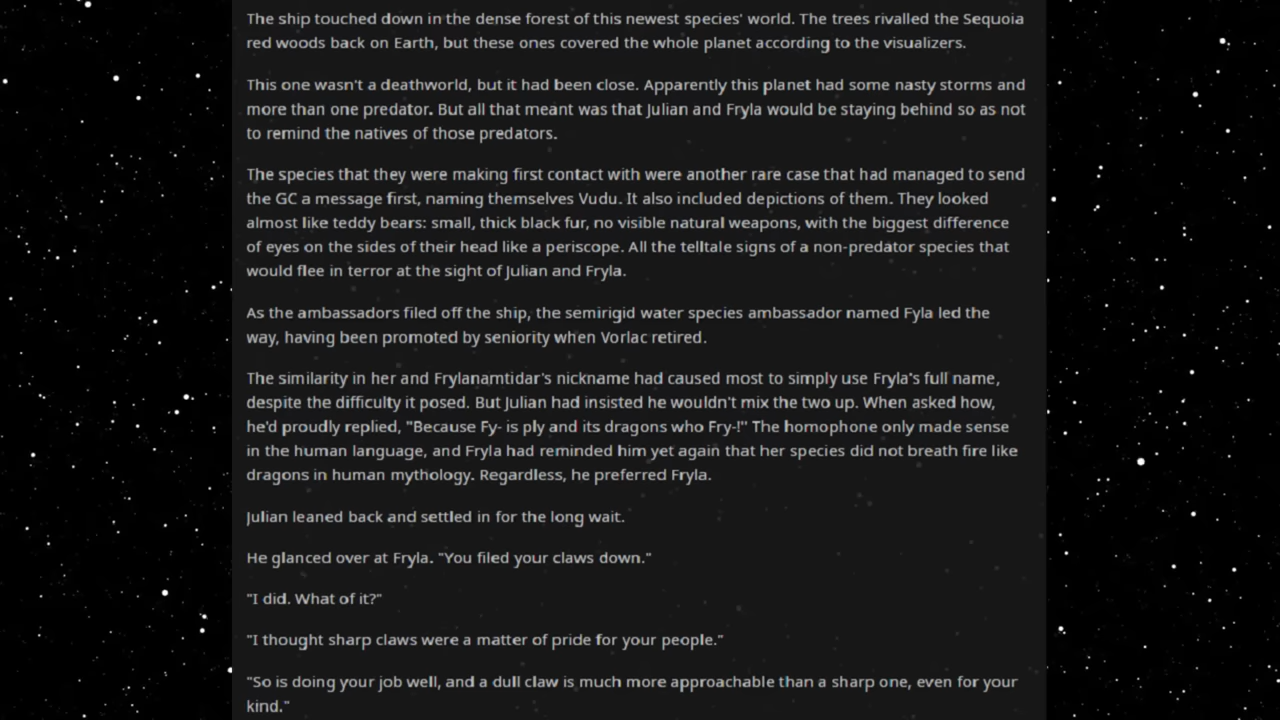 The ship touched down in the dense forest of this newest species' world. The trees rivalled the Sequoia
red woods back on Earth, but these ones covered the whole planet according to the visualizers.
This one wasn't a deathworld, but it had been close. Apparently this planet had some nasty storms and
more than one predator. But all that meant was that Julian and Fryla would be staying behind so as not
to remind the natives of those predators.
The species that they were making first contact with were another rare case that had managed to send
the GC a message first, naming themselves Vudu. It also included depictions of them. They looked
almost like teddy bears: small, thick black fur, no visible natural weapons, with the biggest difference
of eyes on the sides of their head like a periscope. All the telltale signs of a non-predator species that
would flee in terror at the sight of Julian and Fryla.
As the ambassadors filed off the ship, the semirigid water species ambassador named Fyla led the
way, having been promoted by seniority when Vorlac retired.
The similarity in her and Frylanamtidar's nickname had caused most to simply use Fryla's full name,
despite the difficulty it posed. But Julian had insisted he wouldn't mix the two up. When asked how,
he'd proudly replied, "Because Fy- is ply and its dragons who Fry-!" The homophone only made sense
in the human language, and Fryla had reminded him yet again that her species did not breath fire like
dragons in human mythology. Regardless, he preferred Fryla.
Julian leaned back and settled in for the long wait.
He glanced over at Fryla. "You filed your claws down."
"I did. What of it?"
"I thought sharp claws were a matter of pride for your people."
"So is doing your job well, and a dull claw is much more approachable than a sharp one, even for your
kind."